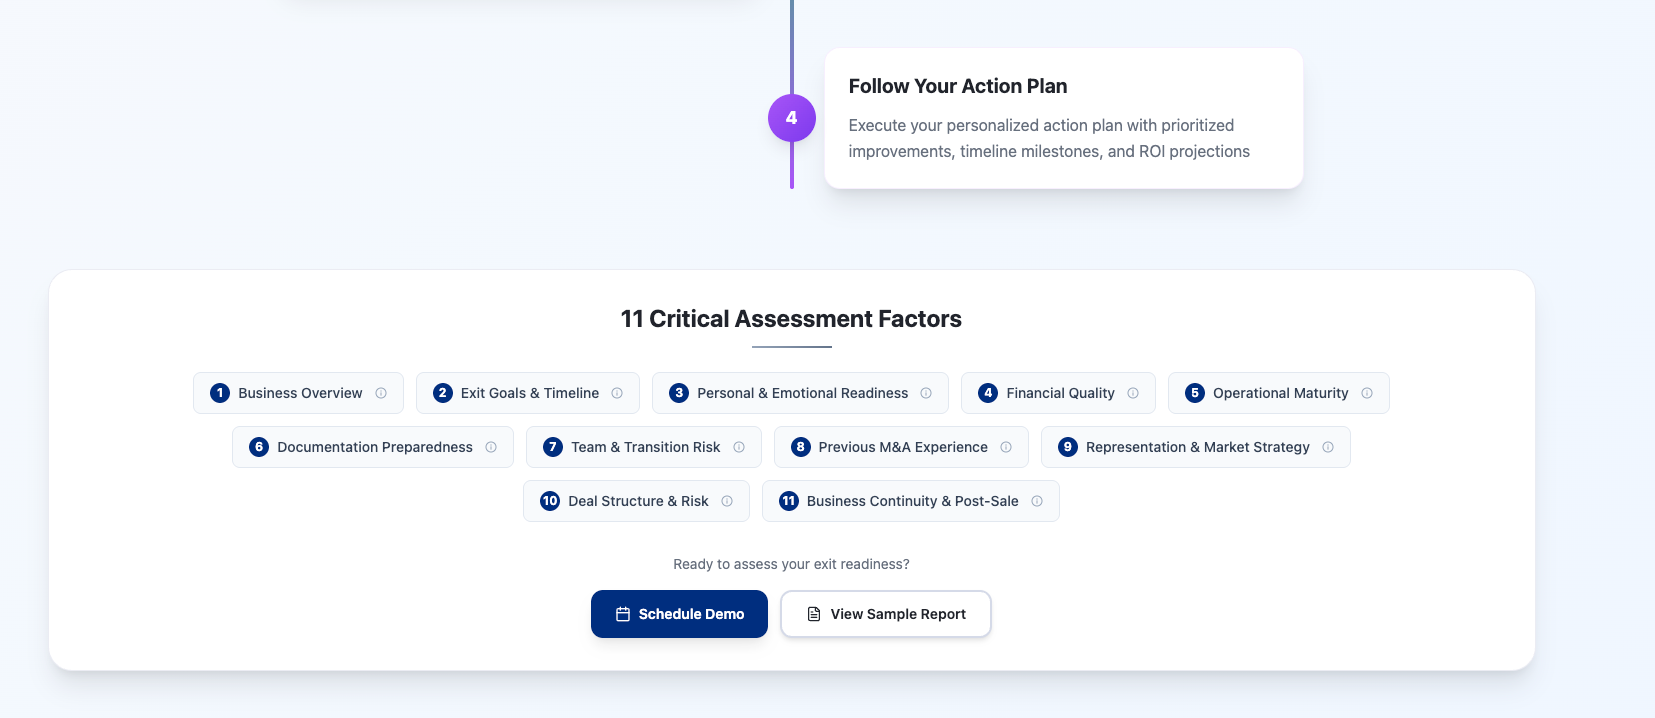 4
Follow Your Action Plan
Execute your personalized action plan with prioritized
improvements, timeline milestones, and ROI projections
11 Critical Assessment Factors
1 Business Overview
2 Exit Goals & Timeline
3 Personal & Emotional Readiness
4 Financial Quality
5 Operational Maturity
6 Documentation Preparedness
7 Team & Transition Risk
8 Previous M&A Experience
9 Representation & Market Strategy
10 Deal Structure & Risk
11 Business Continuity & Post-Sale
Ready to assess your exit readiness?
Schedule Demo
View Sample Report